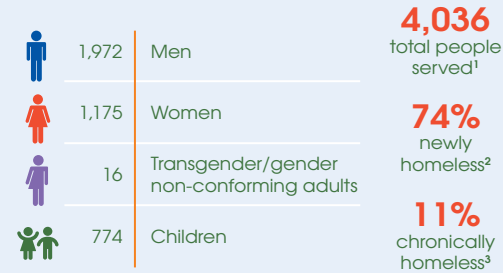 1,972 Men
1,175 Women
16 Transgender/gender
non-conforming adults
774 Children
4,036
total people
served¹
74%
newly
homeless²
11%
chronically
homeless³